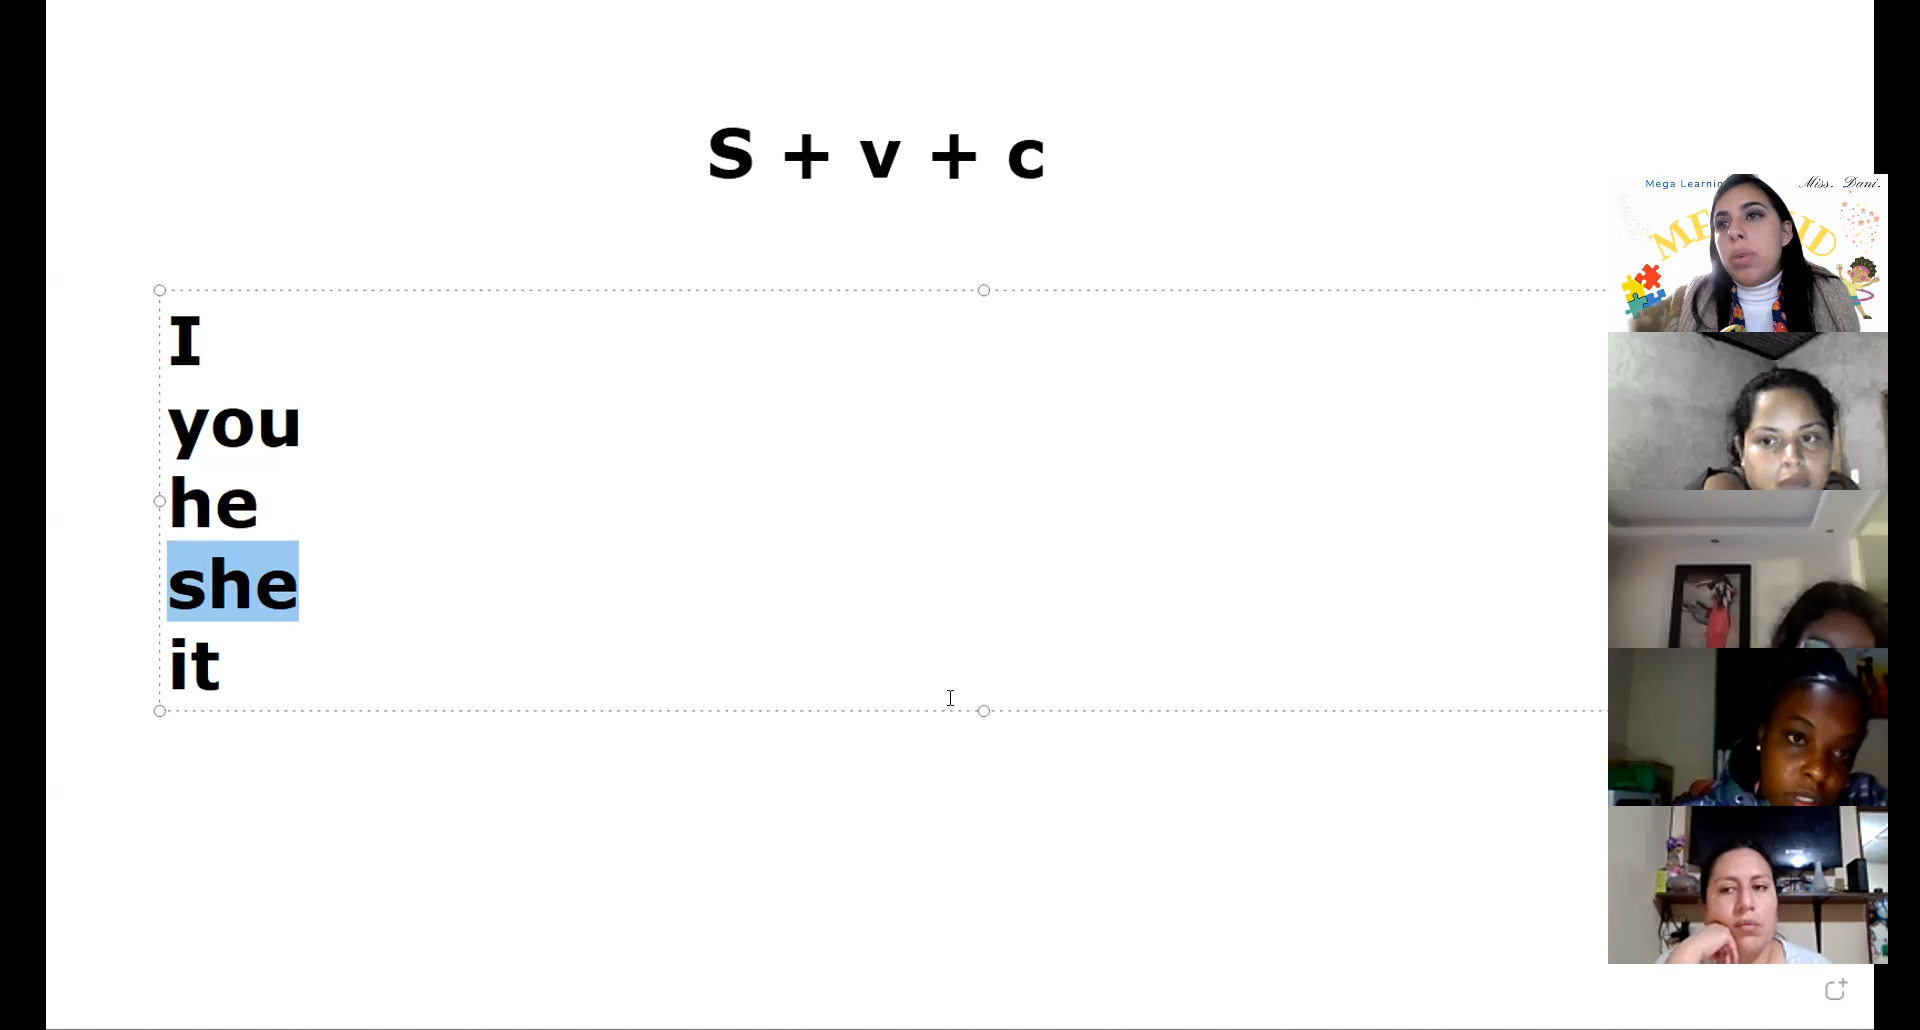 S + v + c
Mega Learnin
Miss. Dani.
I
you
he
she
it